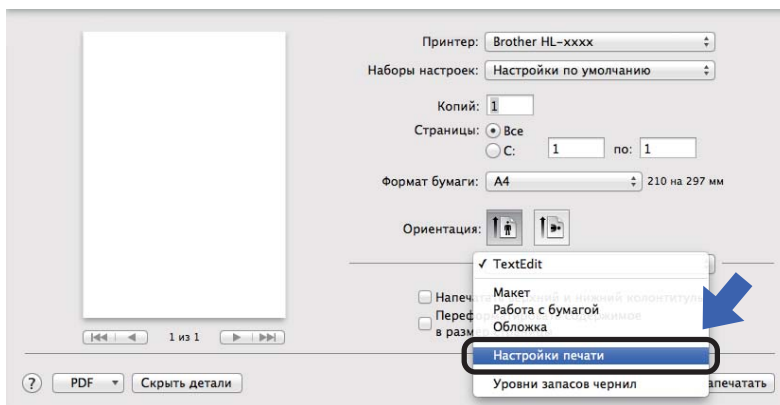 Принтер: Brother HL-xxxx
Наборы настроек: Настройки по умолчанию
Копий: 1
Страницы: Все
С: 1 по: 1
Формат бумаги: A4 210 на 297 мм
Ориентация:
✓ TextEdit
Макет
Работа с бумагой
Обложка
Настройки печати
Уровни запасов чернил
1 из 1
? PDF Скрыть детали